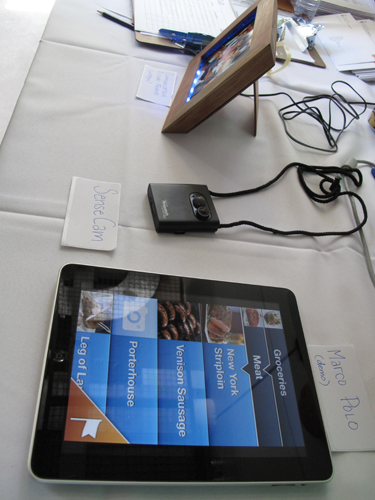 SenseCam
Marco Polo
(demo)
Groceries
Meat
New York
Striploin
Venison Sausage
Porterhouse
Leg of La